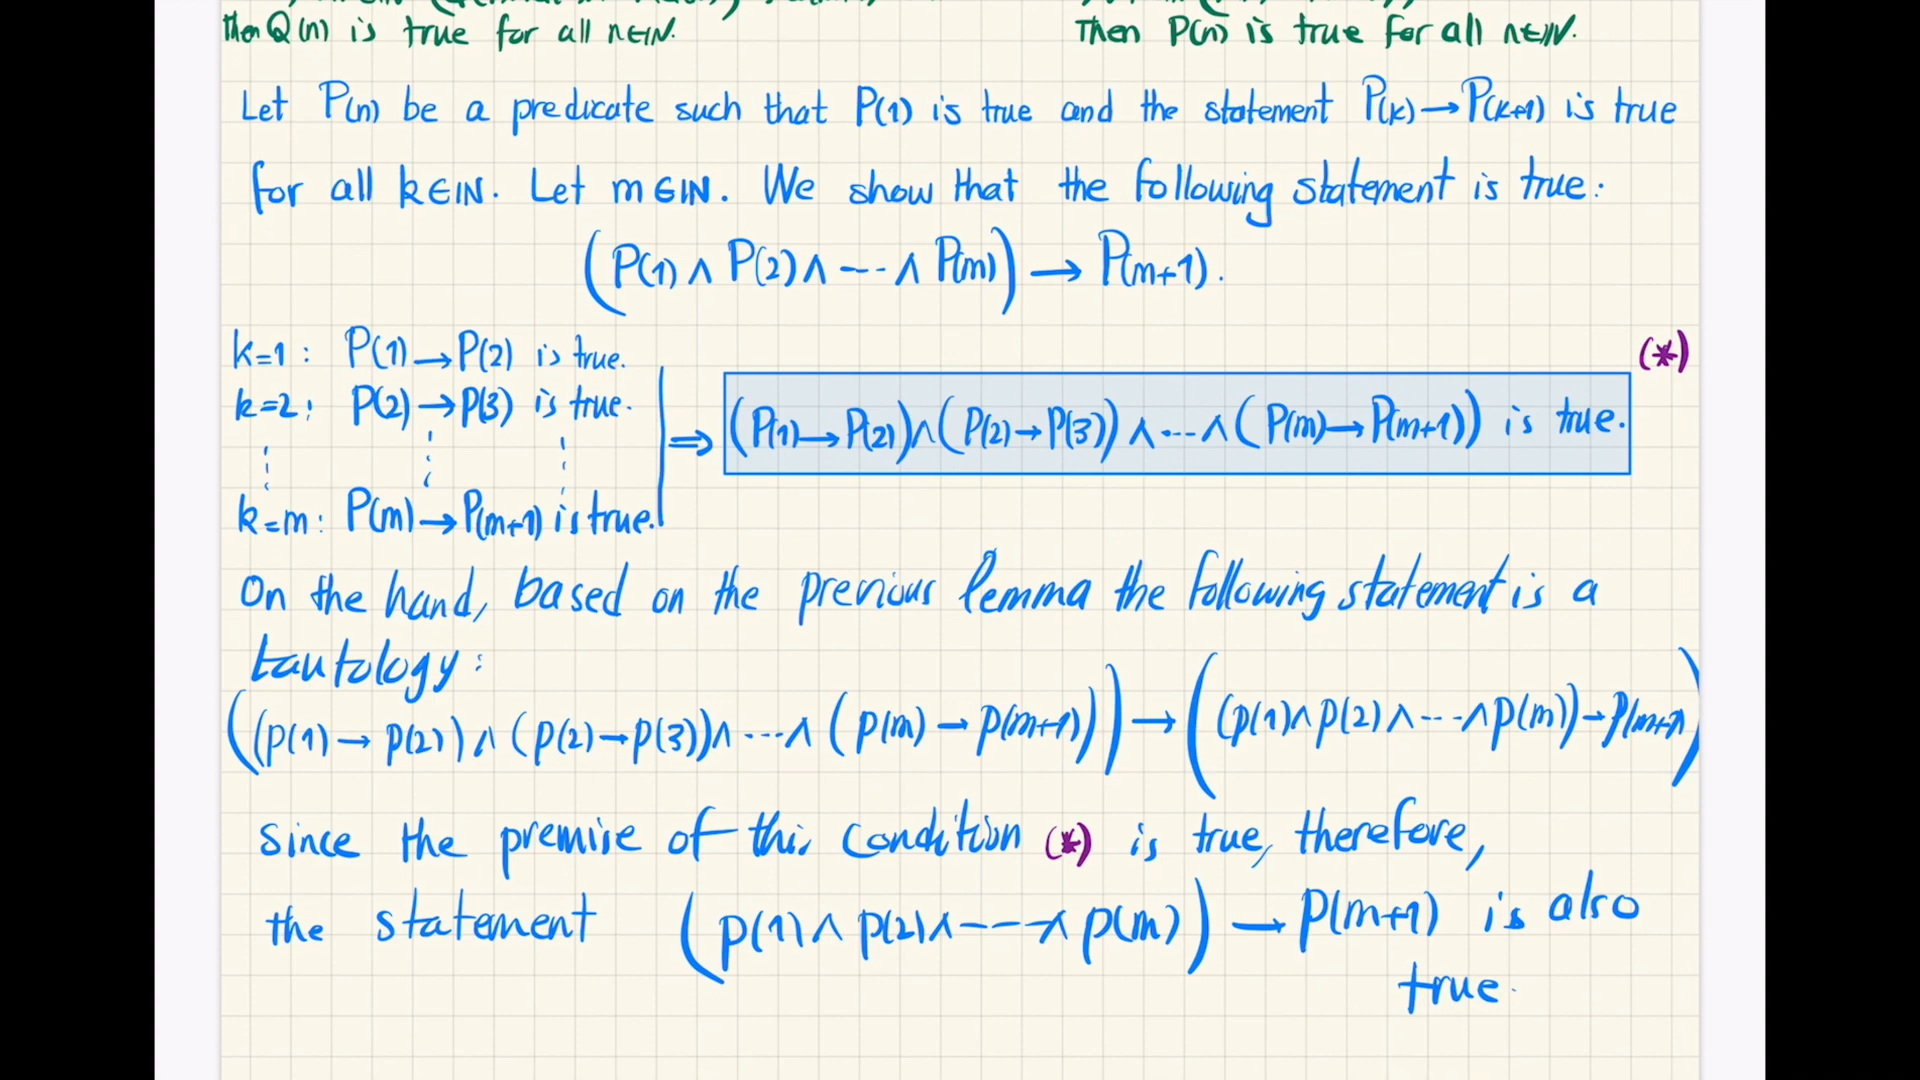 then Q(n) is true for all n∈ℕ.
Then P(n) is true for all n∈ℕ.
Let P(n) be a predicate such that P(1) is true and the statement P(k)→P(k+1) is true
for all k∈ℕ. Let m∈ℕ. We show that the following statement is true:
(P(1)∧P(2)∧---∧P(m))→P(m+1).
k=1: P(1)→P(2) is true.
(*)
k=2: P(2)→P(3) is true.
⇒ (P(1)→P(2))∧(P(2)→P(3))∧---∧(P(m)→P(m+1)) is true.
k=m: P(m)→P(m+1) is true.
On the hand, based on the previous lemma the following statement is a
tautology:
((p(1)→p(2))∧(p(2)→p(3))∧---∧(p(m)→p(m+1)))→((p(1)∧p(2)∧---∧p(m))→p(m+1))
Since the premise of this condition (*) is true, therefore,
the statement (p(1)∧p(2)∧---∧p(m))→p(m+1) is also
true.